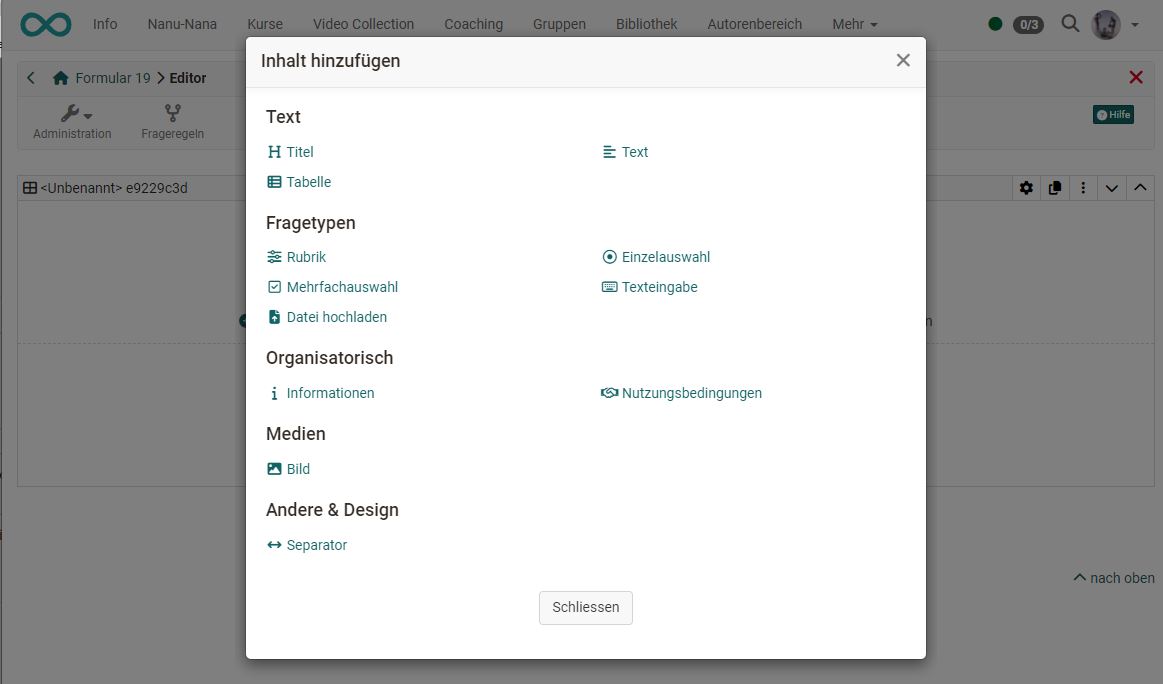 Info Nanu-Nana Kurse Video Collection Coaching Gruppen Bibliothek Autorenbereich Mehr 0/3
Inhalt hinzufügen
Formular 19 Editor
Administration Frageregeln
Hilfe
<Unbenannt> e9229c3d
Text
Titel Text
Tabelle
Fragetypen
Rubrik Einzelauswahl
Mehrfachauswahl Texteingabe
Datei hochladen
Organisatorisch
Informationen Nutzungsbedingungen
Medien
Bild
Andere & Design
Separator
nach oben
Schliessen